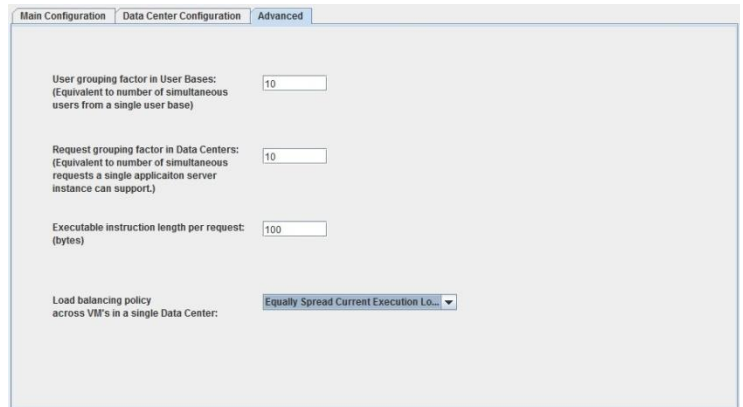 Main Configuration Data Center Configuration Advanced
User grouping factor in User Bases:
(Equivalent to number of simultaneous
users from a single user base)
10
Request grouping factor in Data Centers:
(Equivalent to number of simultaneous
requests a single applicaiton server
instance can support.)
10
Executable instruction length per request:
(bytes)
100
Load balancing policy
across VM's in a single Data Center:
Equally Spread Current Execution Lo...